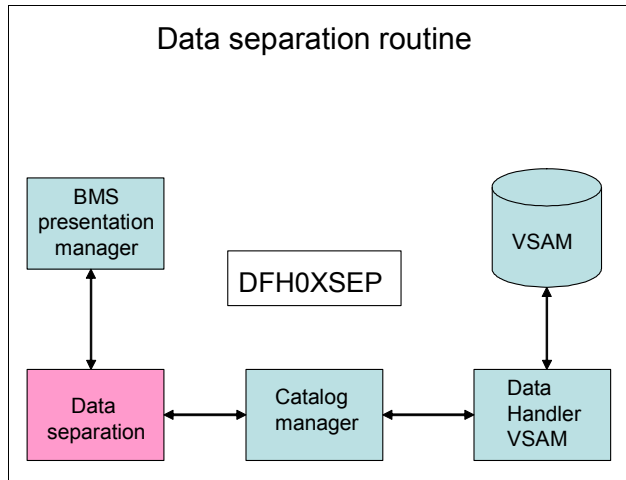 Data separation routine
BMS
presentation
manager
VSAM
DFH0XSEP
Data
separation
Catalog
manager
Data
Handler
VSAM